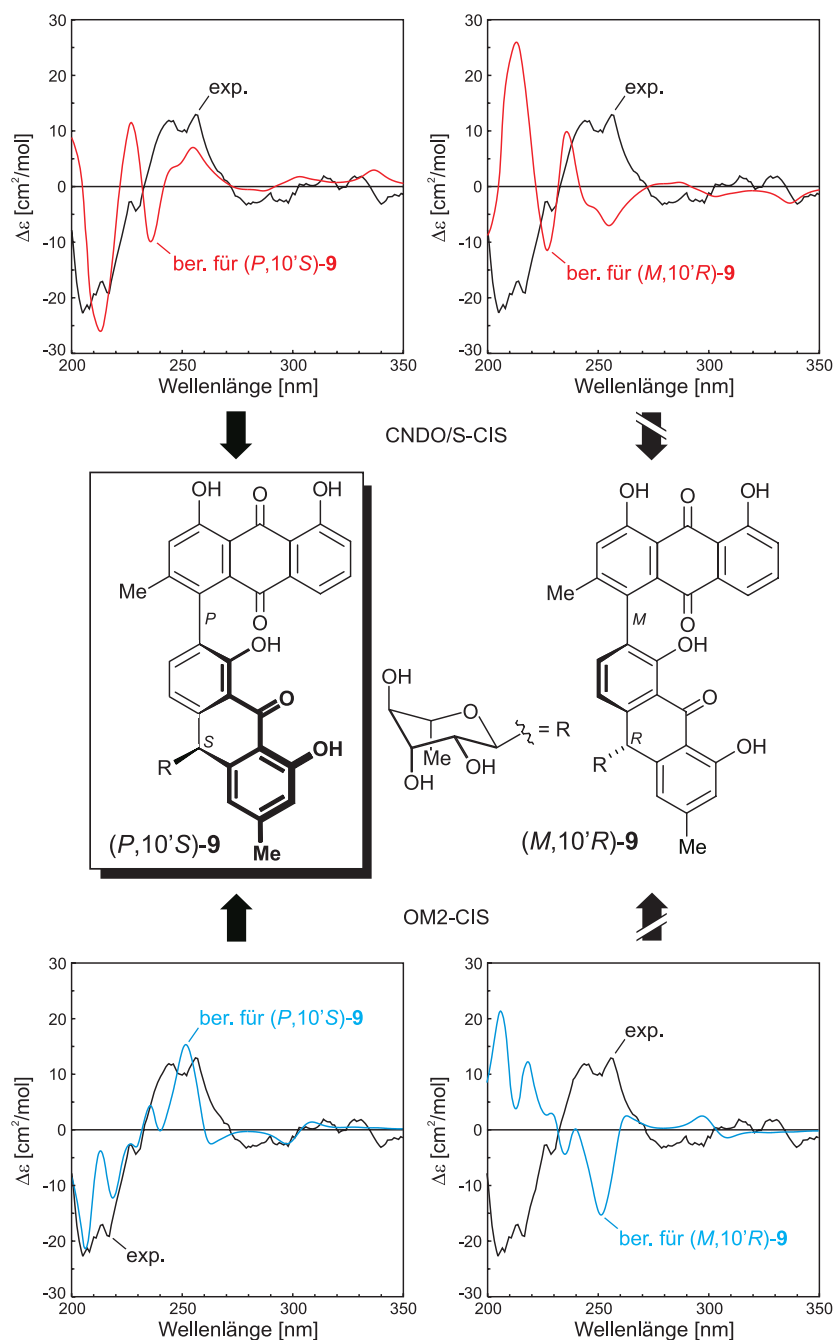 30
20
10
0
-10
-20
-30
Δε [cm²/mol]
exp.
ber. für (P,10'S)-9
200
250
300
350
Wellenlänge [nm]
30
20
10
0
-10
-20
-30
Δε [cm²/mol]
exp.
ber. für (M,10'R)-9
200
250
300
350
Wellenlänge [nm]
CNDO/S-CIS
OH
O
OH
Me
O
P
OH
O
S
OH
R
Me
(P,10'S)-9
OH
O
Me
OH
OH
= R
OH
O
OH
Me
O
M
OH
O
R
OH
R
Me
(M,10'R)-9
OM2-CIS
30
20
10
0
-10
-20
-30
Δε [cm²/mol]
ber. für (P,10'S)-9
exp.
200
250
300
350
Wellenlänge [nm]
30
20
10
0
-10
-20
-30
Δε [cm²/mol]
exp.
ber. für (M,10'R)-9
200
250
300
350
Wellenlänge [nm]